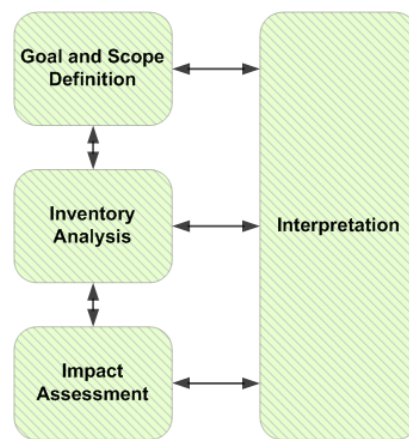 Goal and Scope
Definition
Inventory
Analysis
Interpretation
Impact
Assessment